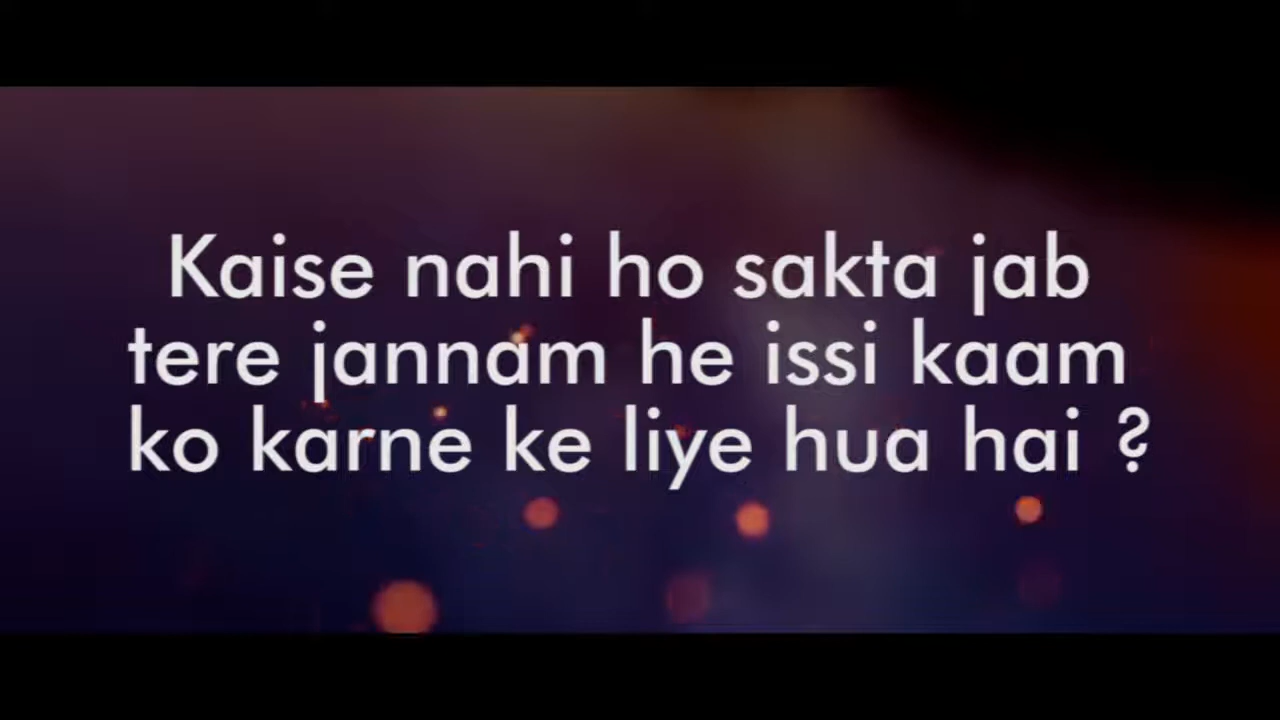 Kaise nahi ho sakta jab
tere jannam he issi kaam
ko karne ke liye hua hai ?